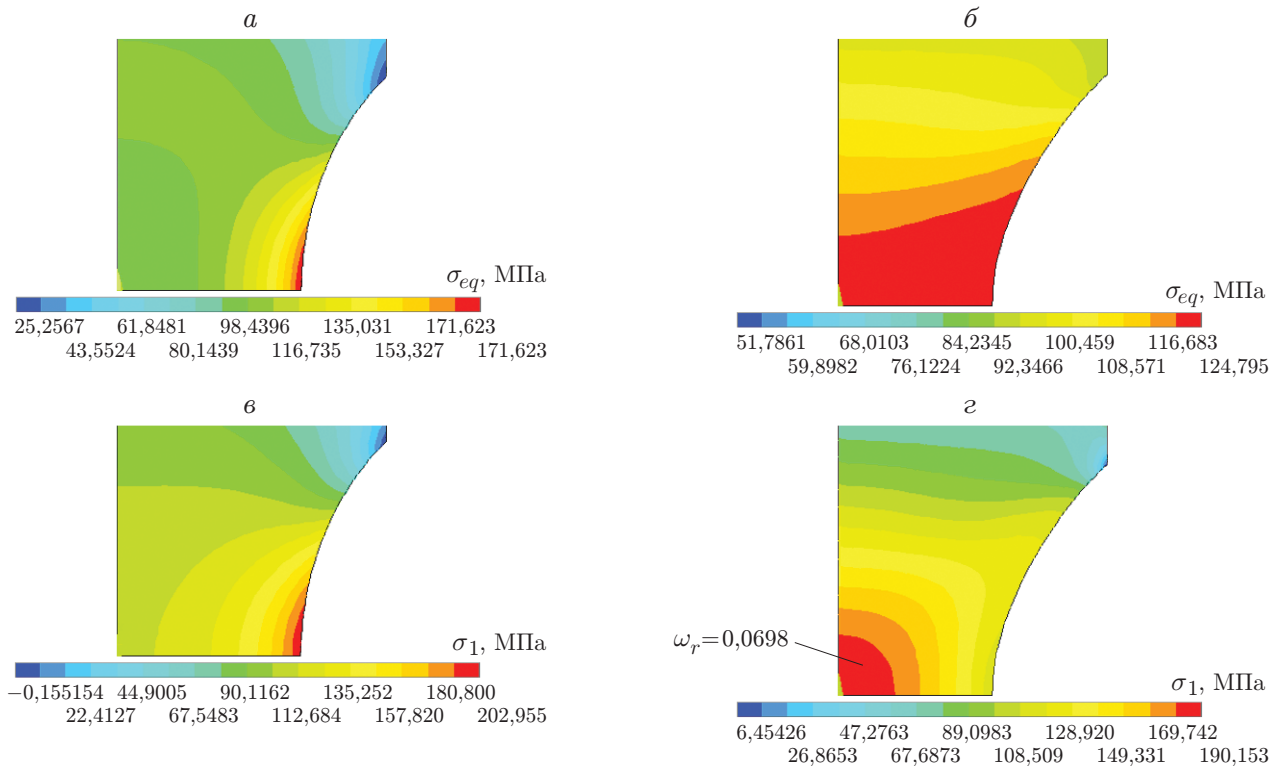 а
б
σeq, МПа
25,2567 61,8481 98,4396 135,031 171,623
43,5524 80,1439 116,735 153,327 171,623
σeq, МПа
51,7861 68,0103 84,2345 100,459 116,683
59,8982 76,1224 92,3466 108,571 124,795
в
г
σ1, МПа
−0,155154 44,9005 90,1162 135,252 180,800
22,4127 67,5483 112,684 157,820 202,955
ωr=0,0698
σ1, МПа
6,45426 47,2763 89,0983 128,920 169,742
26,8653 67,6873 108,509 149,331 190,153